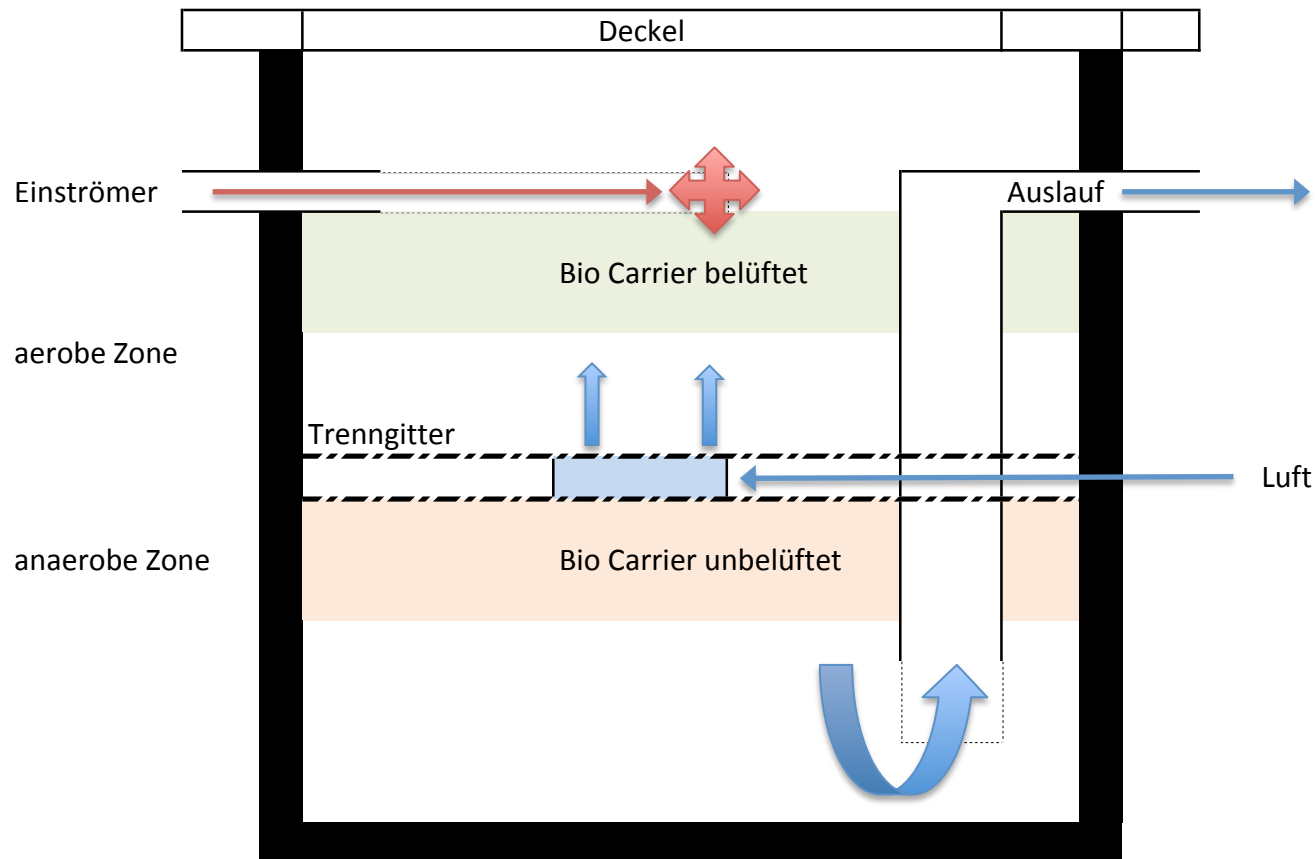 Deckel
Einströmer
Auslauf
Bio Carrier belüftet
aerobe Zone
Trenngitter
Luft
anaerobe Zone
Bio Carrier unbelüftet